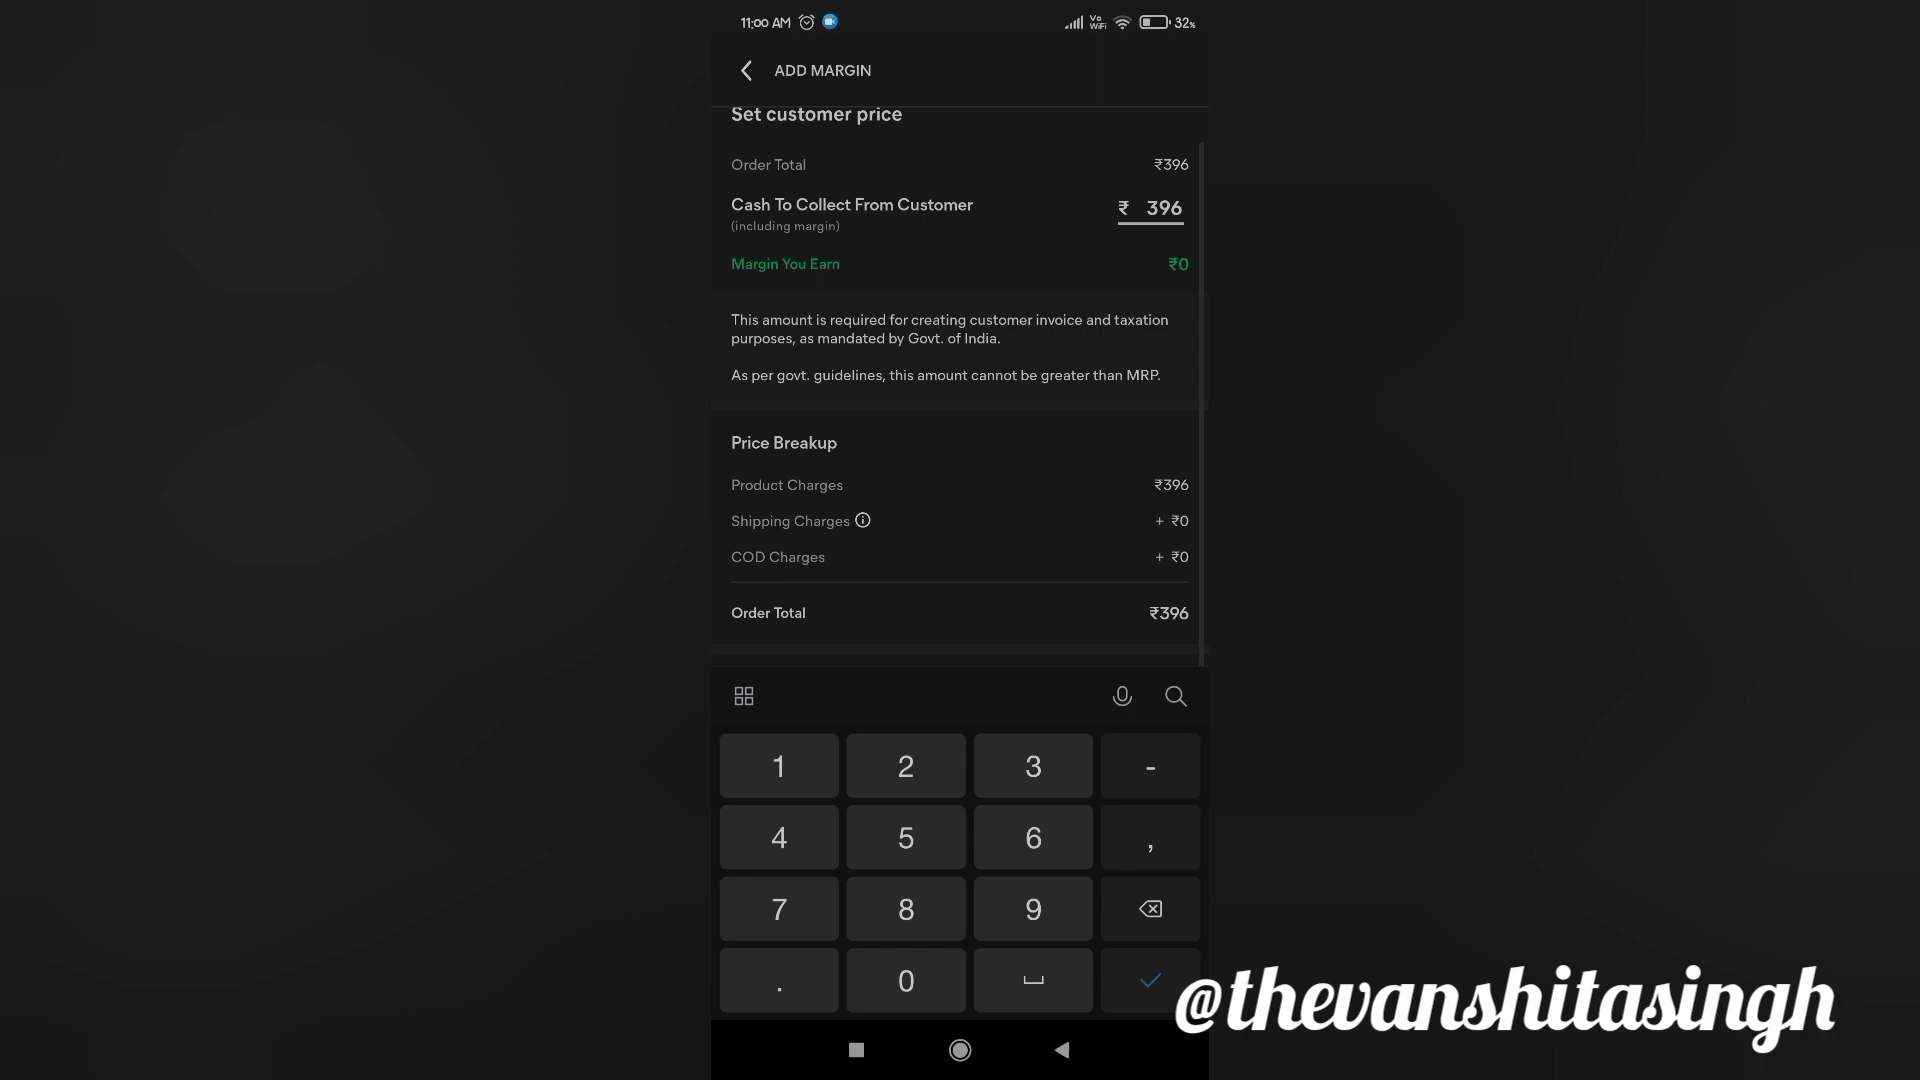 11:00 AM Vo WiFi 32%
ADD MARGIN
Set customer price
Order Total ₹396
Cash To Collect From Customer ₹ 396
(including margin)
Margin You Earn ₹0
This amount is required for creating customer invoice and taxation
purposes, as mandated by Govt. of India.
As per govt. guidelines, this amount cannot be greater than MRP.
Price Breakup
Product Charges ₹396
Shipping Charges + ₹0
COD Charges + ₹0
Order Total ₹396
1 2 3 -
4 5 6 ,
7 8 9
. 0
@thevanshitasingh